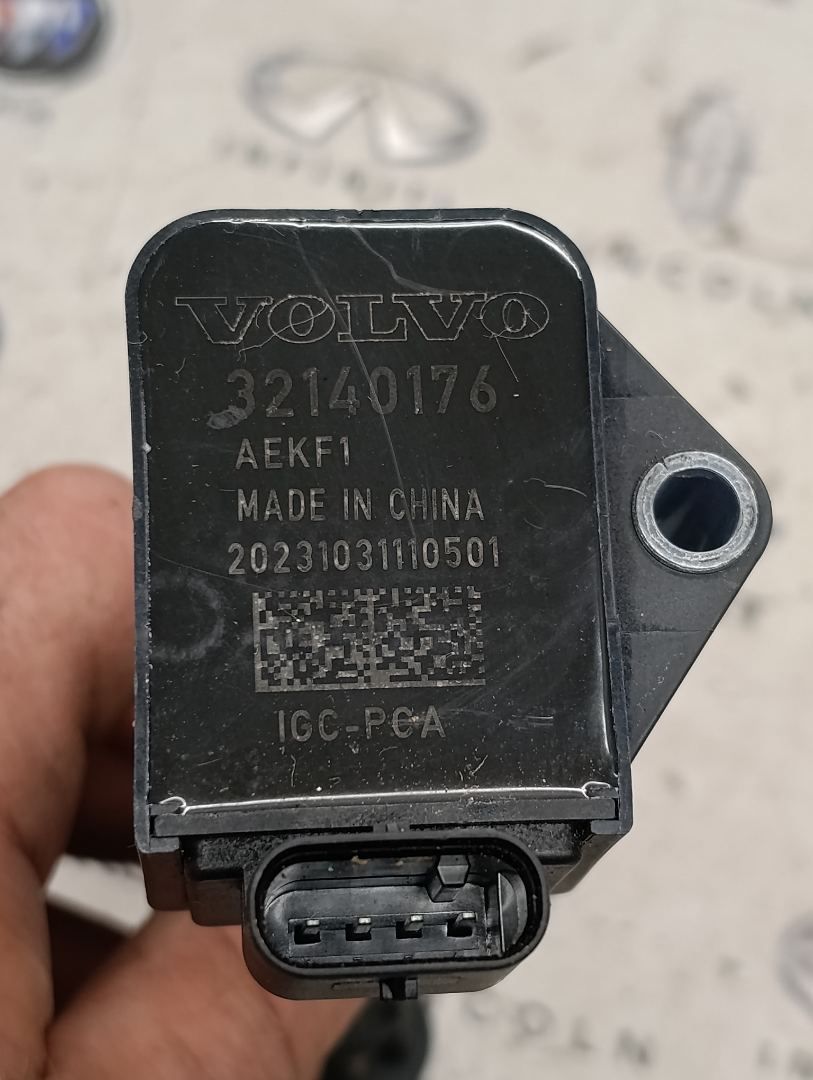 VOLVO
32140176
AEKF1
MADE IN CHINA
20231031110501
IGC-PCA